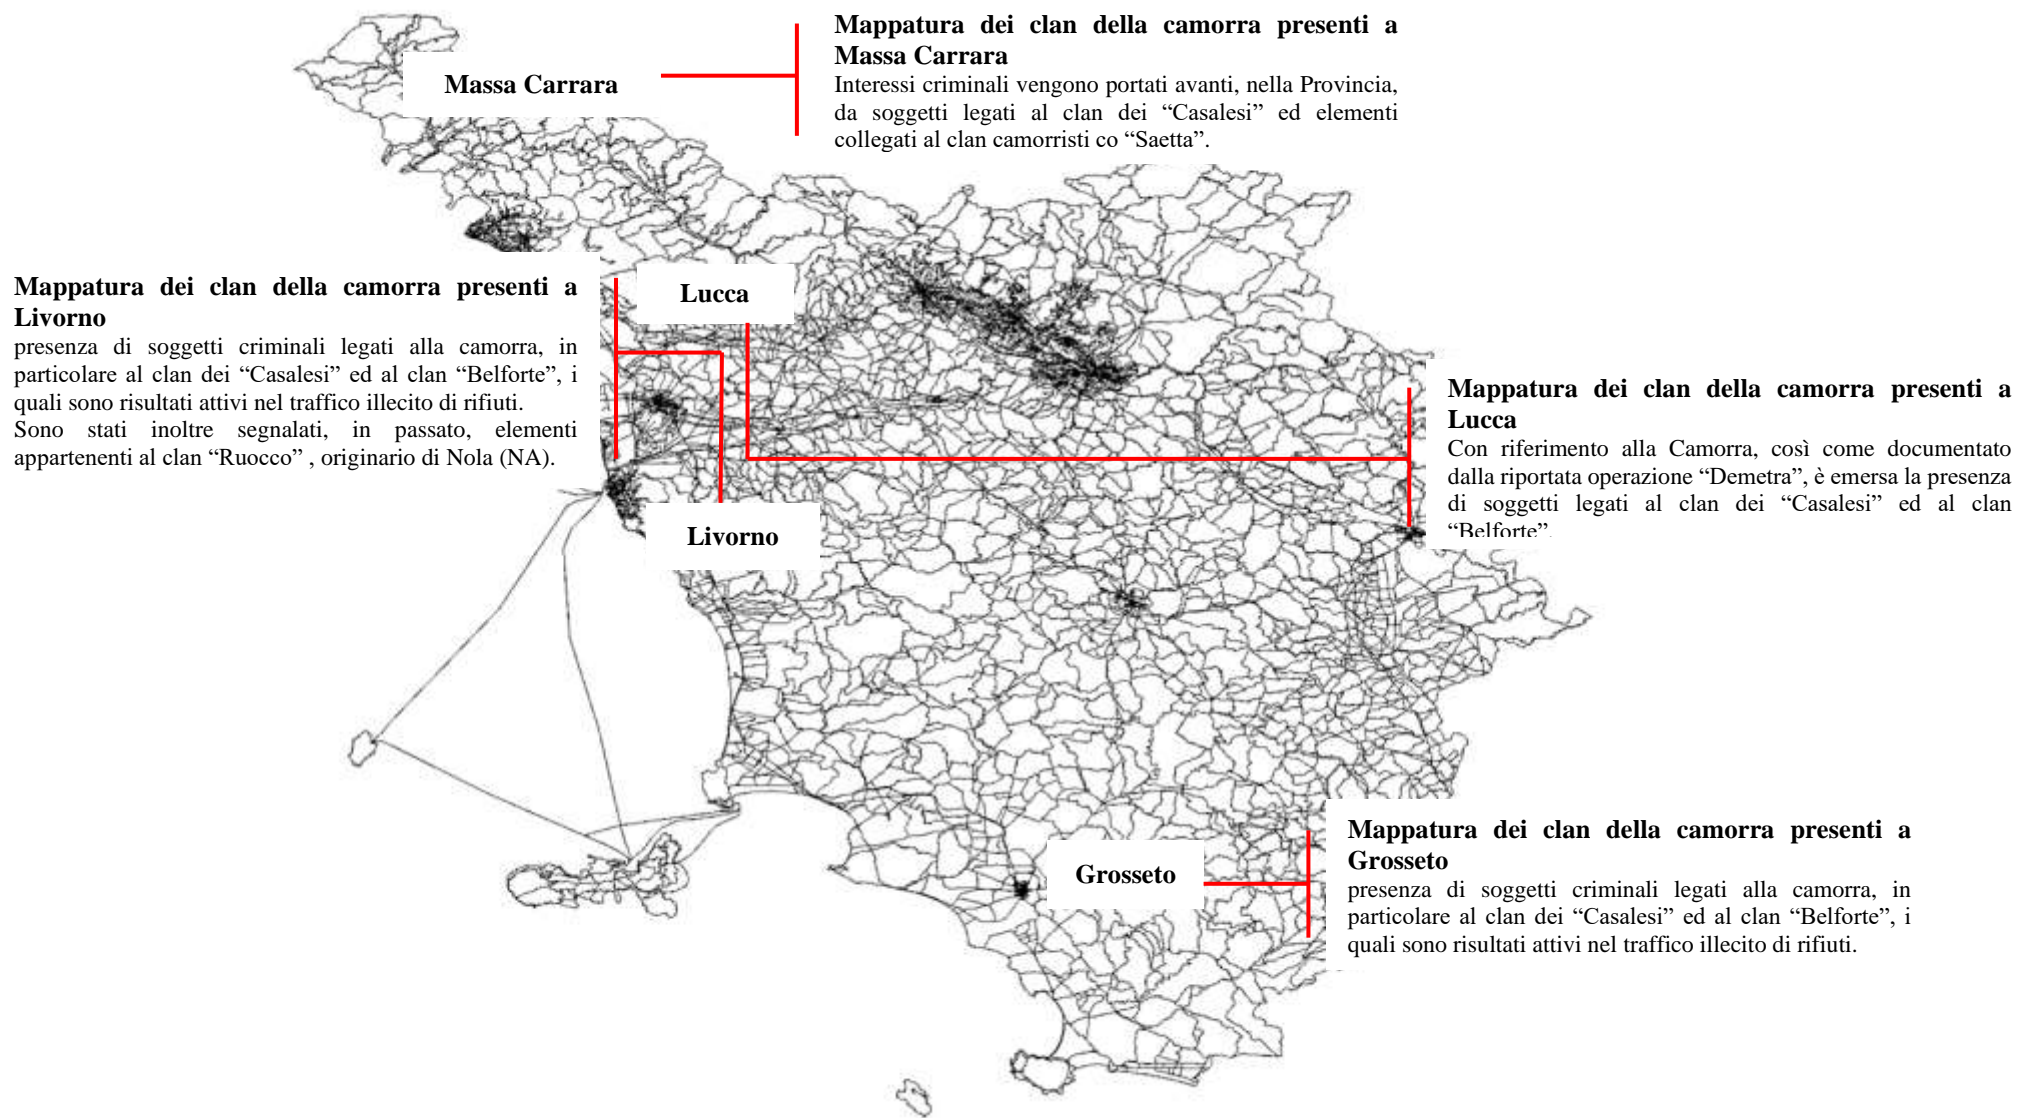 Mappatura dei clan della camorra presenti a
Massa Carrara
Interessi criminali vengono portati avanti, nella Provincia,
da soggetti legati al clan dei “Casalesi” ed elementi
collegati al clan camorristi co “Saetta”.
Massa Carrara
Mappatura dei clan della camorra presenti a
Livorno
presenza di soggetti criminali legati alla camorra, in
particolare al clan dei “Casalesi” ed al clan “Belforte”, i
quali sono risultati attivi nel traffico illecito di rifiuti.
Sono stati inoltre segnalati, in passato, elementi
appartenenti al clan “Ruocco” , originario di Nola (NA).
Lucca
Mappatura dei clan della camorra presenti a
Lucca
Con riferimento alla Camorra, così come documentato
dalla riportata operazione “Demetra”, è emersa la presenza
di soggetti legati al clan dei “Casalesi” ed al clan
“Belforte”.
Livorno
Grosseto
Mappatura dei clan della camorra presenti a
Grosseto
presenza di soggetti criminali legati alla camorra, in
particolare al clan dei “Casalesi” ed al clan “Belforte”, i
quali sono risultati attivi nel traffico illecito di rifiuti.